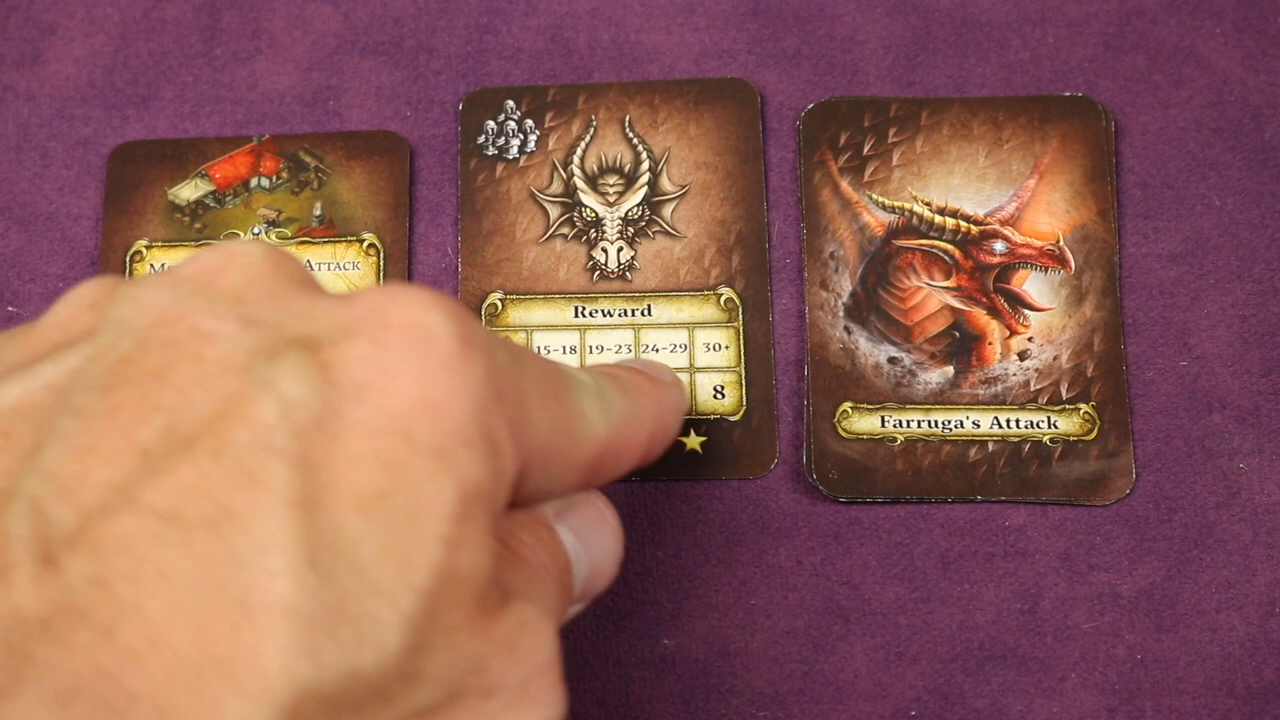 Attack
Reward
15-18 19-23 24-29 30+
8
Farruga's Attack